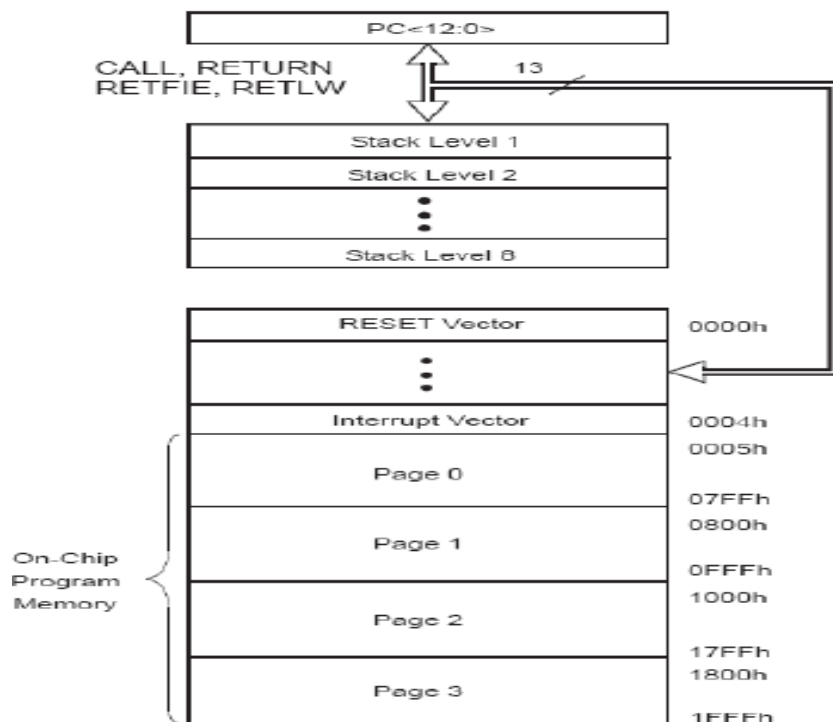 PC<12:0>
CALL, RETURN
RETFIE, RETLW
13
Stack Level 1
Stack Level 2
Stack Level 8
RESET Vector
0000h
Interrupt Vector
0004h
0005h
Page 0
07FFh
0800h
Page 1
0FFFh
On-Chip
Program
Memory
1000h
Page 2
17FFh
1800h
Page 3
1FFFh